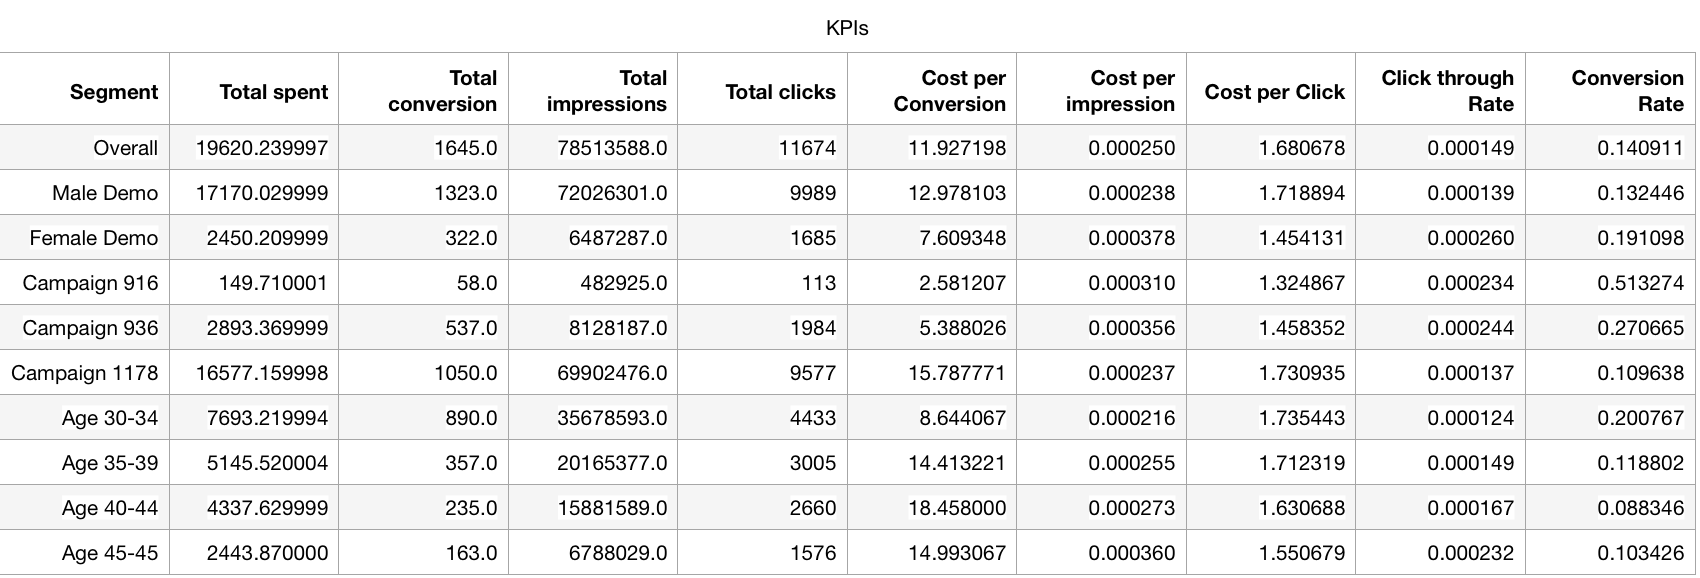 KPIs
Segment Total spent Total conversion Total impressions Total clicks Cost per Conversion Cost per impression Cost per Click Click through Rate Conversion Rate
Overall 19620.239997 1645.0 78513588.0 11674 11.927198 0.000250 1.680678 0.000149 0.140911
Male Demo 17170.029999 1323.0 72026301.0 9989 12.978103 0.000238 1.718894 0.000139 0.132446
Female Demo 2450.209999 322.0 6487287.0 1685 7.609348 0.000378 1.454131 0.000260 0.191098
Campaign 916 149.710001 58.0 482925.0 113 2.581207 0.000310 1.324867 0.000234 0.513274
Campaign 936 2893.369999 537.0 8128187.0 1984 5.388026 0.000356 1.458352 0.000244 0.270665
Campaign 1178 16577.159998 1050.0 69902476.0 9577 15.787771 0.000237 1.730935 0.000137 0.109638
Age 30-34 7693.219994 890.0 35678593.0 4433 8.644067 0.000216 1.735443 0.000124 0.200767
Age 35-39 5145.520004 357.0 20165377.0 3005 14.413221 0.000255 1.712319 0.000149 0.118802
Age 40-44 4337.629999 235.0 15881589.0 2660 18.458000 0.000273 1.630688 0.000167 0.088346
Age 45-45 2443.870000 163.0 6788029.0 1576 14.993067 0.000360 1.550679 0.000232 0.103426